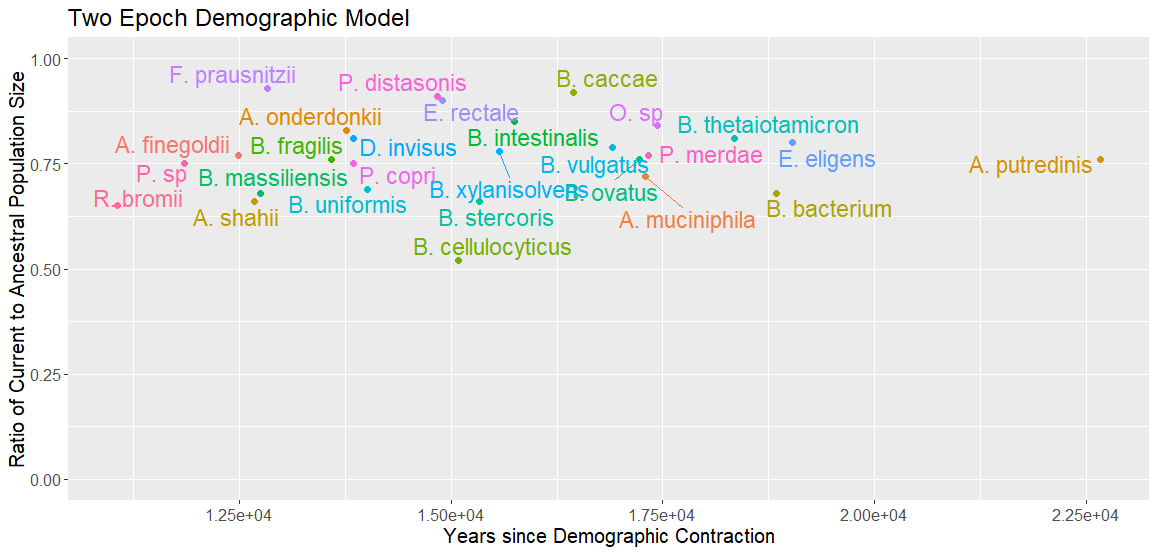 Two Epoch Demographic Model
Ratio of Current to Ancestral Population Size
1.00
0.75
0.50
0.25
0.00
F. prausnitzii
P. distasonis
B. caccae
E. rectale
O. sp
A. onderdonkii
B. thetaiotamicron
A. finegoldii
B. fragilis
D. invisus
B. intestinalis
P. merdae
E. eligens
P. sp
B. massiliensis
P. copri
B. vulgatus
A. putredinis
R. bromii
B. uniformis
B. xylanisolvens
B. ovatus
A. shahii
B. stercoris
A. muciniphila
B. bacterium
B. cellulocyticus
1.25e+04
1.50e+04
1.75e+04
2.00e+04
2.25e+04
Years since Demographic Contraction